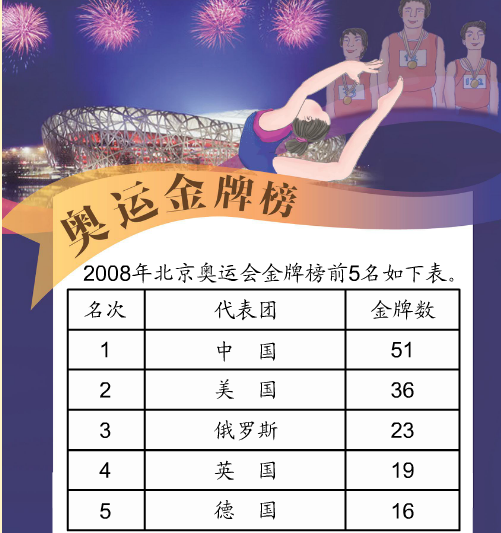 奥运金牌榜
2008年北京奥运会金牌榜前5名如下表。
名次 代表团 金牌数
1 中国 51
2 美国 36
3 俄罗斯 23
4 英国 19
5 德国 16